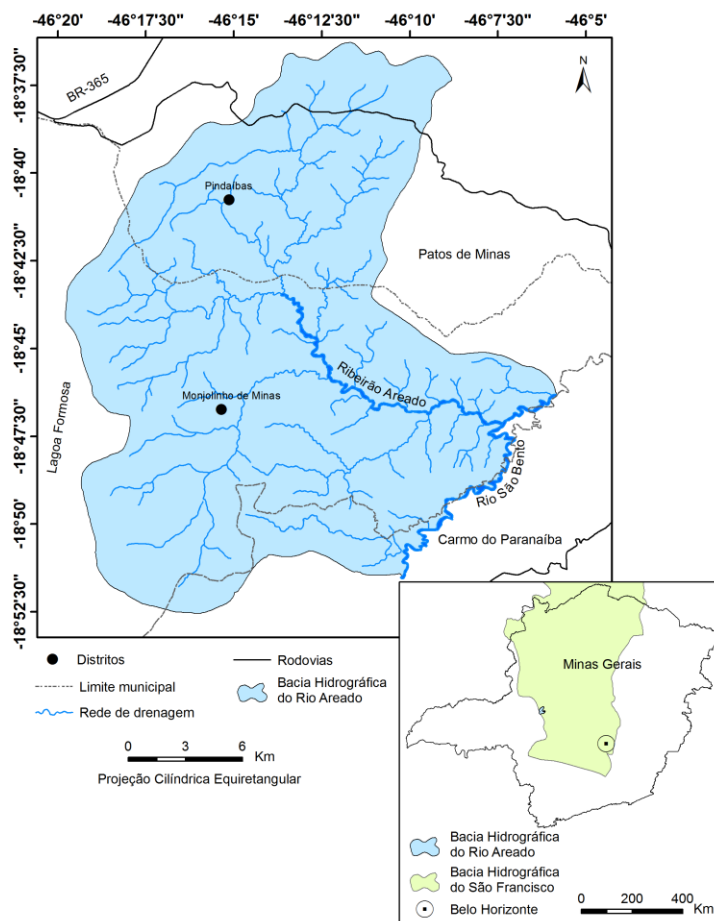 -46°20'
-46°17'30"
-46°15'
-46°12'30"
-46°10'
-46°7'30"
-46°5'
-18°37'30"
-18°40'
-18°42'30"
-18°45'
-18°47'30"
-18°50'
-18°52'30"
BR-365
N
Pindaíbas
Patos de Minas
Ribeirão Areado
Monjolinho de Minas
Lagoa Formosa
Rio São Bento
Carmo do Paranaíba
Distritos
Limite municipal
Rede de drenagem
Rodovias
Bacia Hidrográfica
do Rio Areado
0 3 6 Km
Projeção Cilíndrica Equiretangular
Minas Gerais
Bacia Hidrográfica
do Rio Areado
Bacia Hidrográfica
do São Francisco
Belo Horizonte
0 200 400
Km